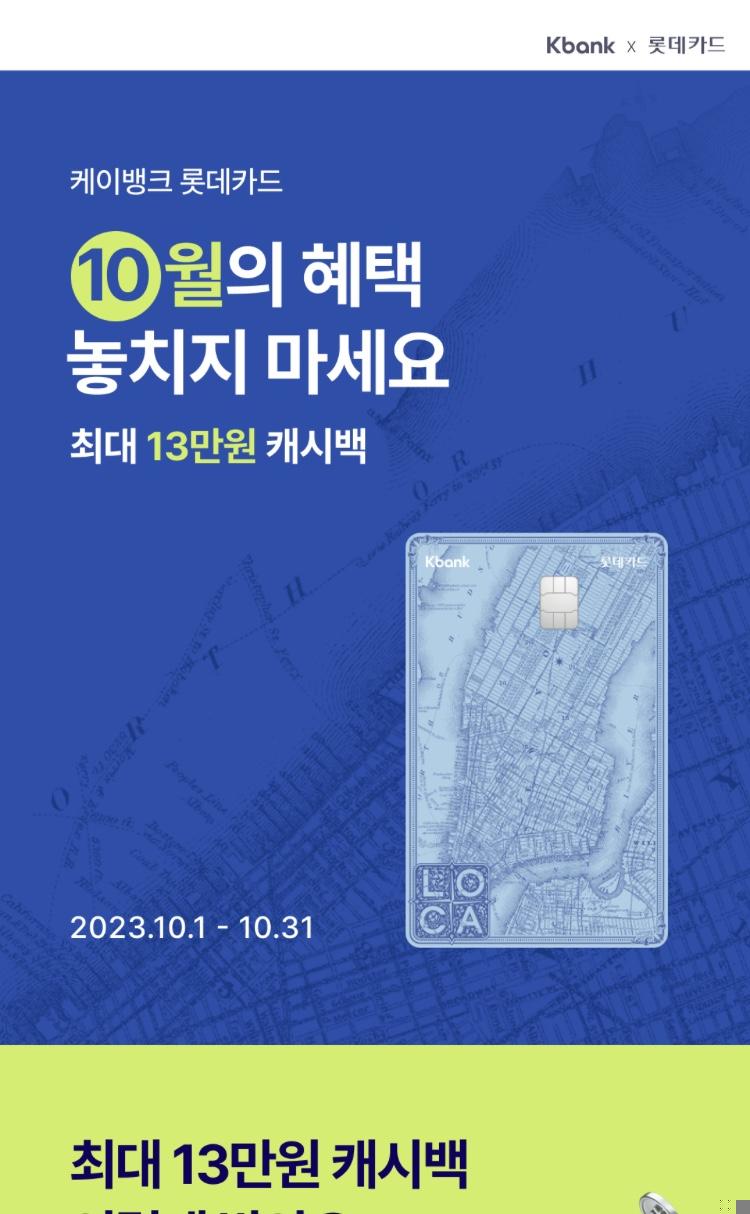 Kbank x 롯데카드
케이뱅크 롯데카드
10월의 혜택
놓치지 마세요
최대 13만원 캐시백
Kbank 롯데카드
LO
CA
2023.10.1 - 10.31
최대 13만원 캐시백